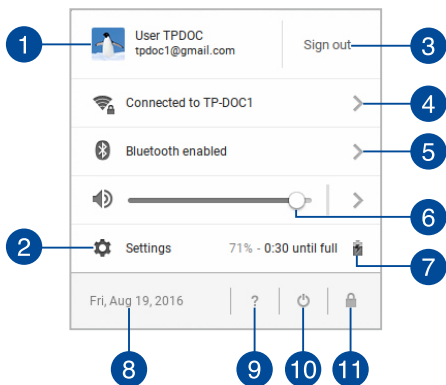 1
User TPDOC
tpdoc1@gmail.com
Sign out
3
Connected to TP-DOC1
4
Bluetooth enabled
5
6
2
Settings
71% - 0:30 until full
7
Fri, Aug 19, 2016
?
8
9
10
11